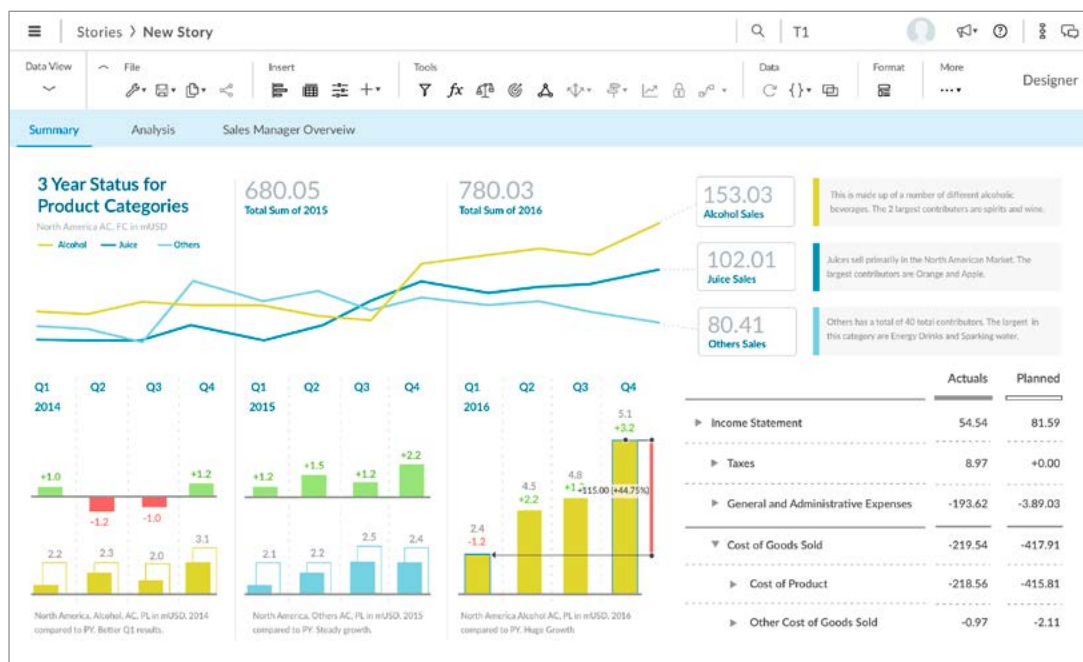 Stories > New Story
T1
Data View
File
Insert
Tools
Data
Format
More
Designer
Summary
Analysis
Sales Manager Overveiw
3 Year Status for
Product Categories
North America AC, FC in mUSD
Alcohol
Juice
Others
680.05
Total Sum of 2015
780.03
Total Sum of 2016
153.03
Alcohol Sales
This is made up of a number of different alcoholic
beverages. The 2 largest contributors are spirits and wine.
102.01
Juice Sales
Juices sell primarily in the North American Market. The
largest contributors are Orange and Apple.
80.41
Others Sales
Others has a total of 40 total contributors. The largest in
this category are Energy Drinks and Sparking water.
Q1 Q2 Q3 Q4
2014
+1.0
-1.2
-1.0
+1.2
2.2
2.3
2.0
3.1
North America, Alcohol, AC, PL in mUSD. 2014
compared to PY. Better Q1 results.
Q1 Q2 Q3 Q4
2015
+1.2
+1.5
+1.2
+2.2
2.1
2.2
2.5
2.4
North America, Others AC, PL in mUSD. 2015
compared to PY. Steady growth.
Q1 Q2 Q3 Q4
2016
2.4
-1.2
4.5
+2.2
4.8
5.1
+3.2
+115.00 (+44.75%)
North America Alcohol AC, PL in mUSD, 2016
compared to PY. Huge Growth
Actuals Planned
Income Statement 54.54 81.59
Taxes 8.97 +0.00
General and Administrative Expenses -193.62 -3.89.03
Cost of Goods Sold -219.54 -417.91
Cost of Product -218.56 -415.81
Other Cost of Goods Sold -0.97 -2.11